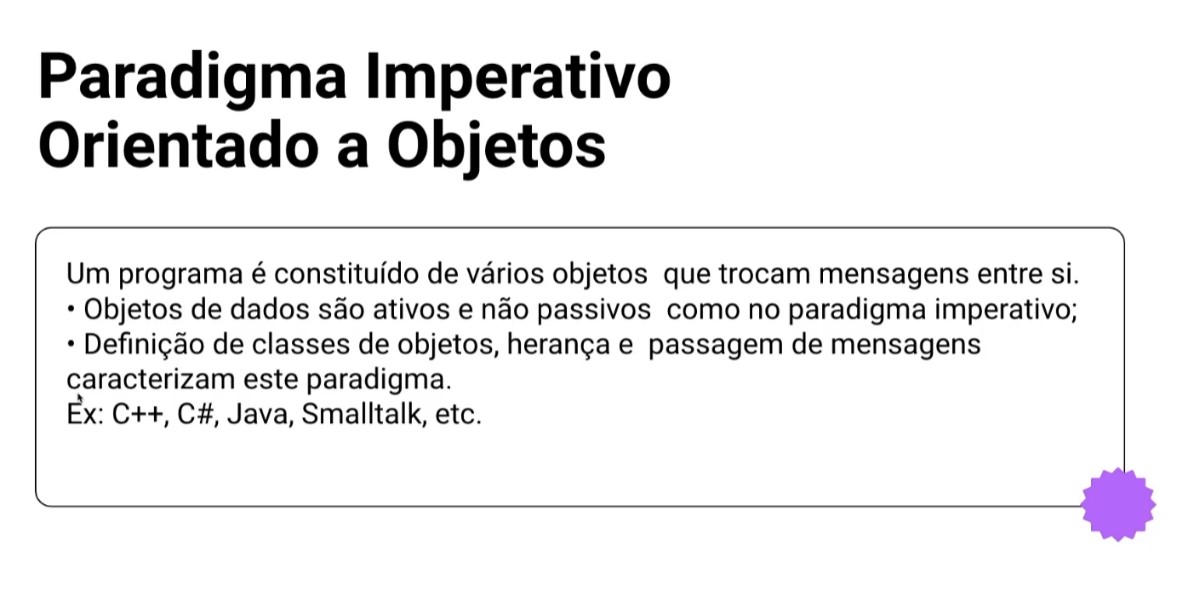 Paradigma Imperativo
Orientado a Objetos
Um programa é constituído de vários objetos  que trocam mensagens entre si.
• Objetos de dados são ativos e não passivos  como no paradigma imperativo;
• Definição de classes de objetos, herança e  passagem de mensagens
caracterizam este paradigma.
Ex: C++, C#, Java, Smalltalk, etc.